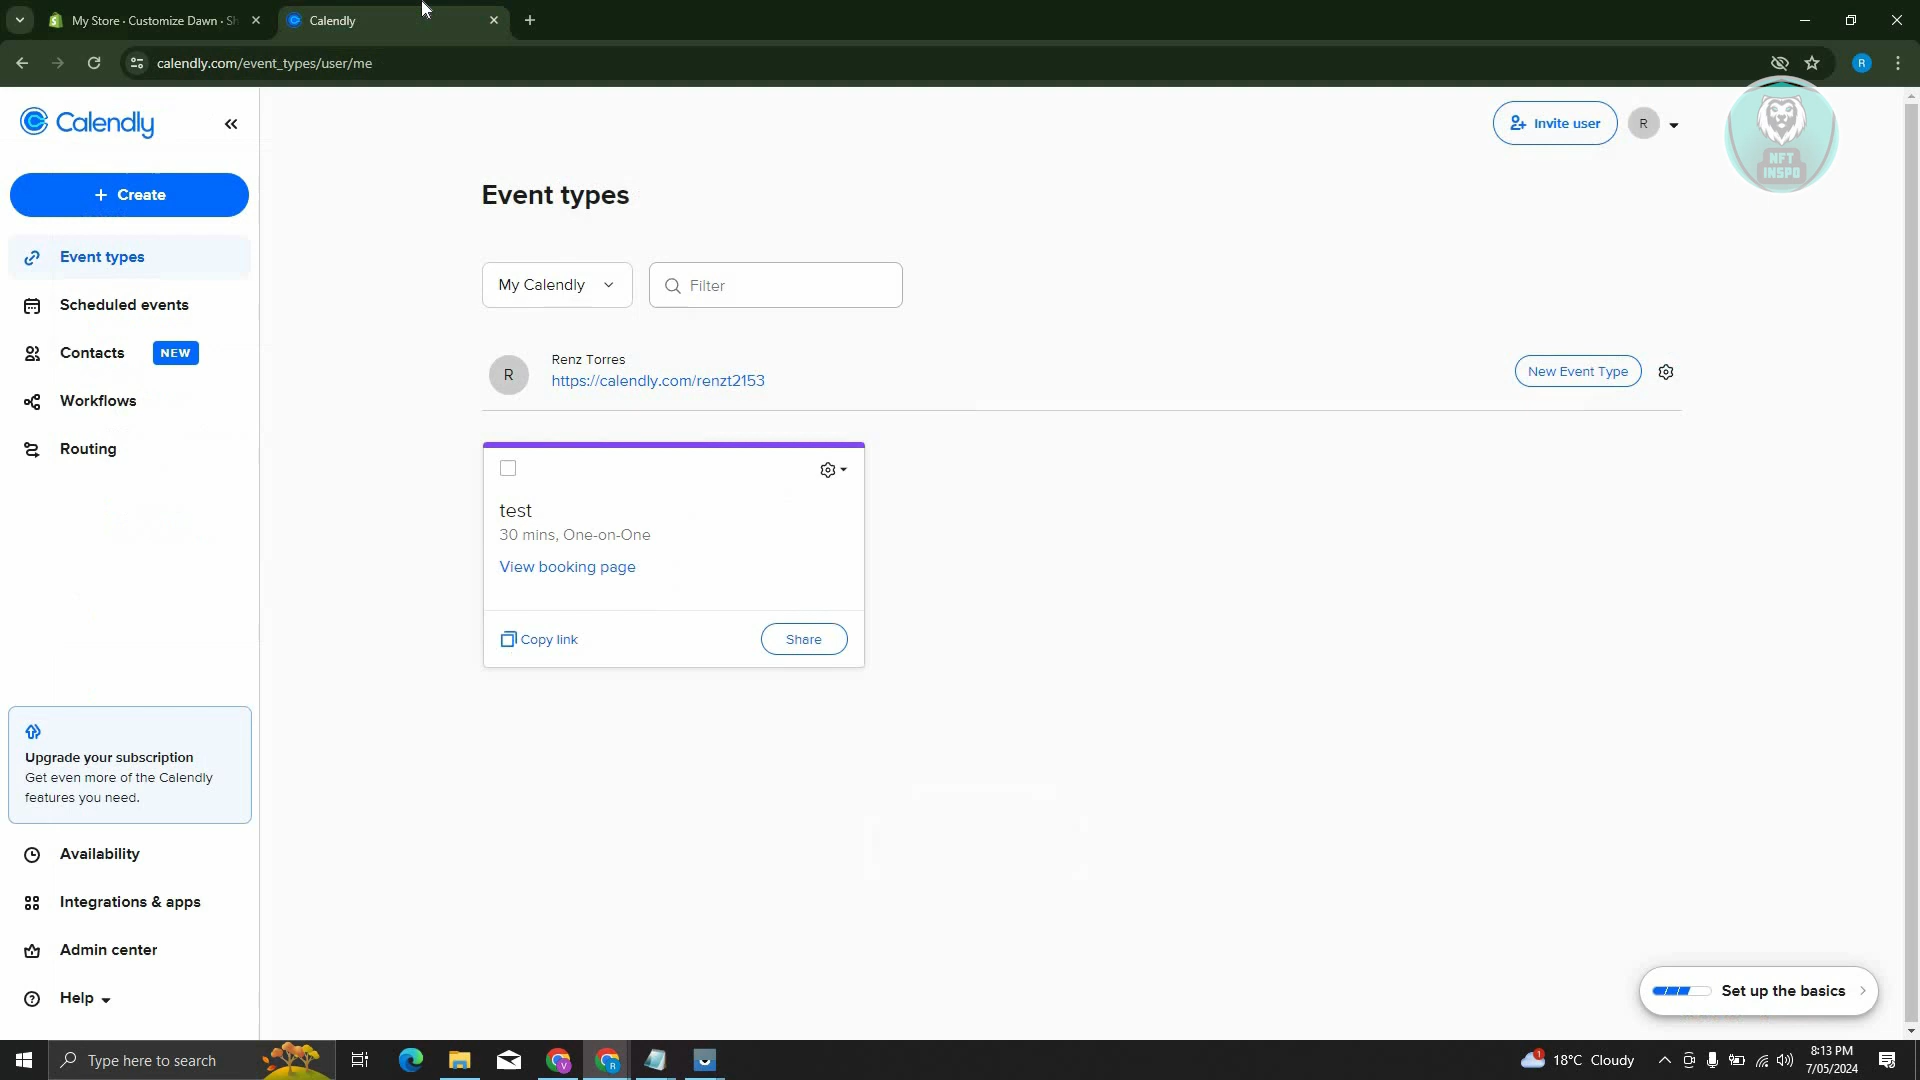 My Store · Customize Dawn · Sh
Calendly
calendly.com/event_types/user/me
R
Calendly
Invite user
R
NFT
INSPO
+ Create
Event types
Event types
My Calendly
Filter
Scheduled events
Contacts
NEW
Renz Torres
R
https://calendly.com/renzt2153
New Event Type
Workflows
Routing
test
30 mins, One-on-One
View booking page
Copy link
Share
Upgrade your subscription
Get even more of the Calendly
features you need.
Availability
Integrations & apps
Admin center
Help
Set up the basics
Type here to search
V
R
1
18°C Cloudy
8:13 PM
7/05/2024